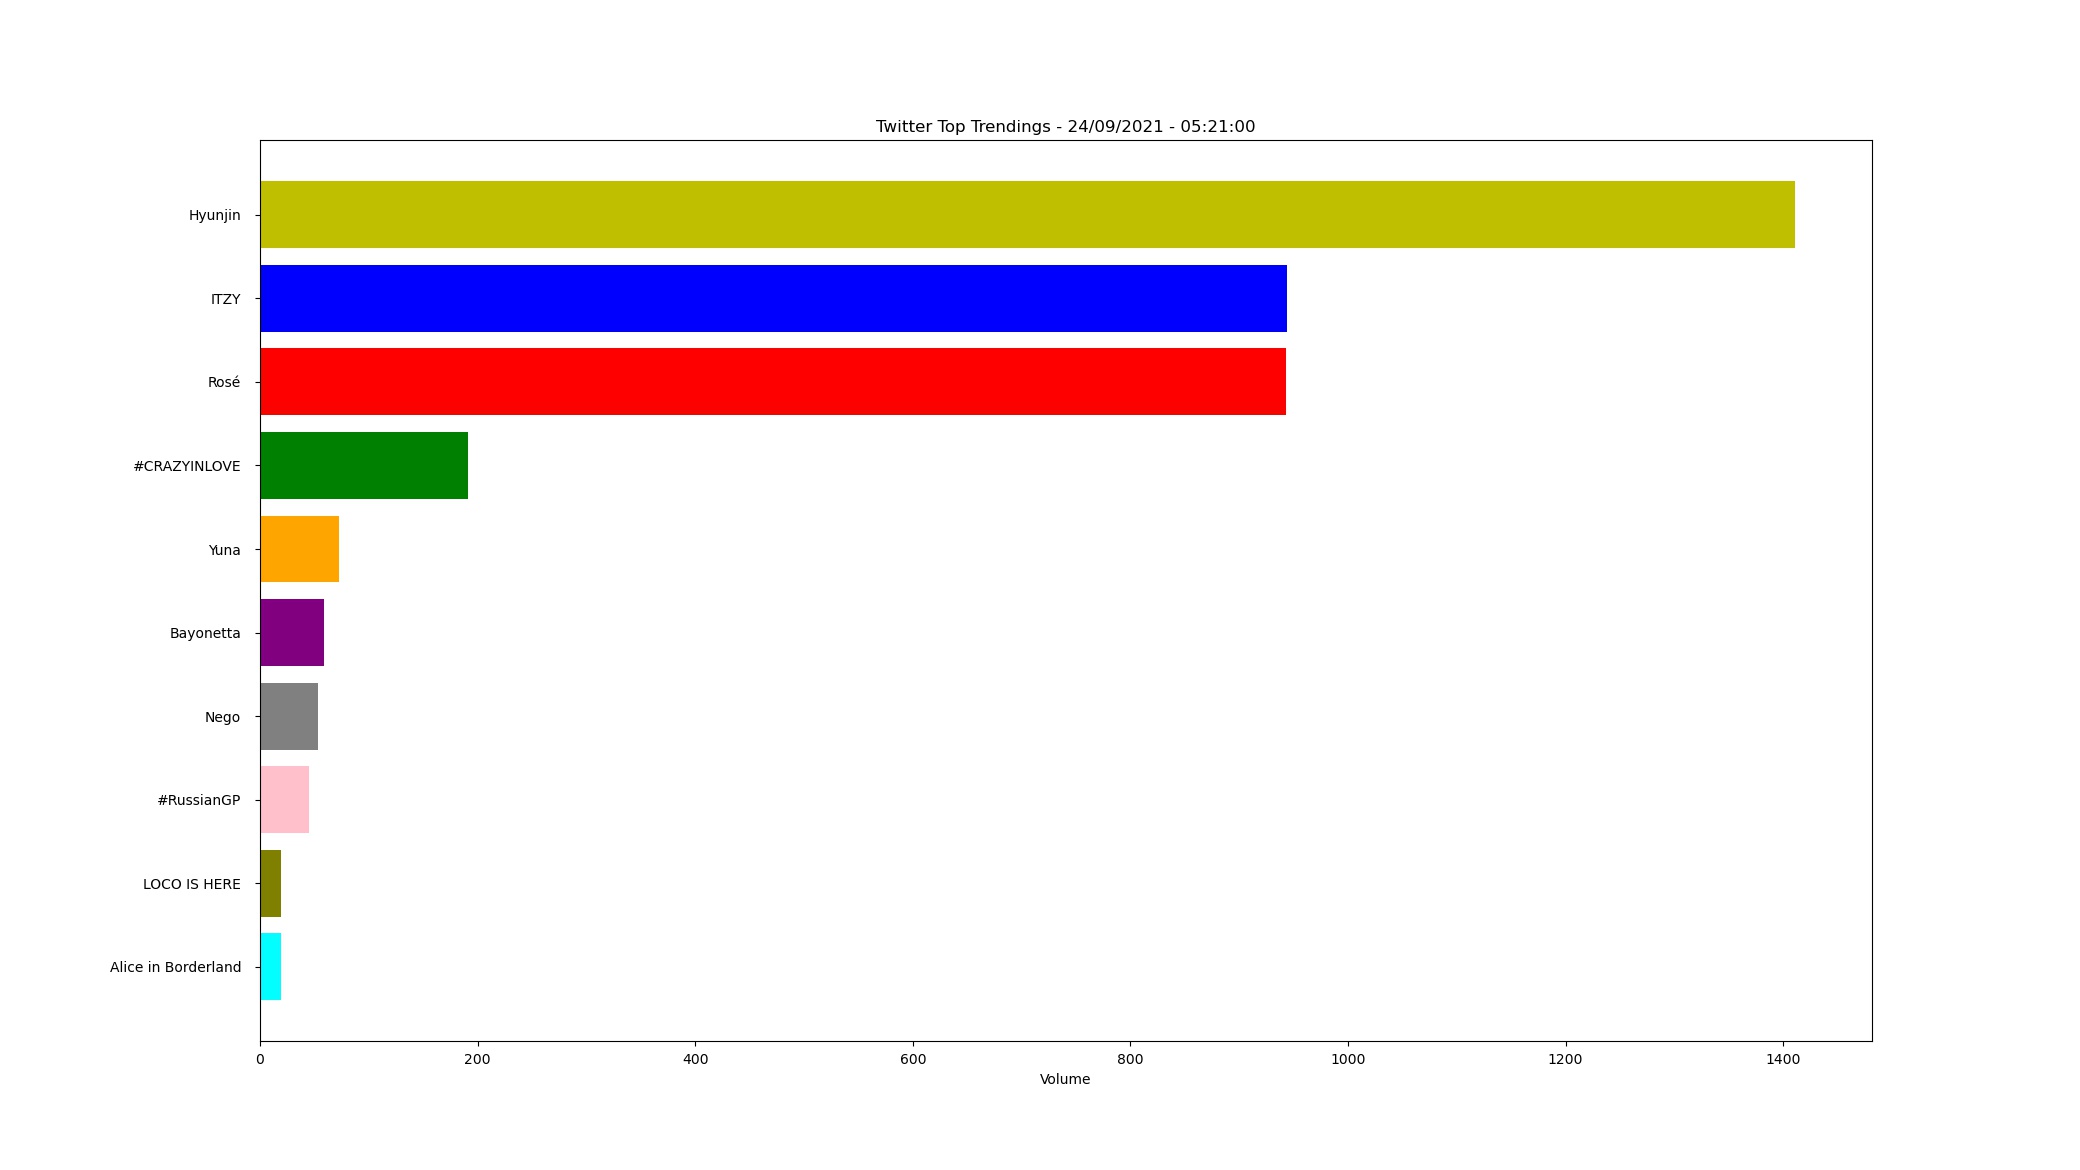 Twitter Top Trendings - 24/09/2021 - 05:21:00
Hyunjin
ITZY
Rosé
#CRAZYINLOVE
Yuna
Bayonetta
Nego
#RussianGP
LOCO IS HERE
Alice in Borderland
0 200 400 600 800 1000 1200 1400
Volume